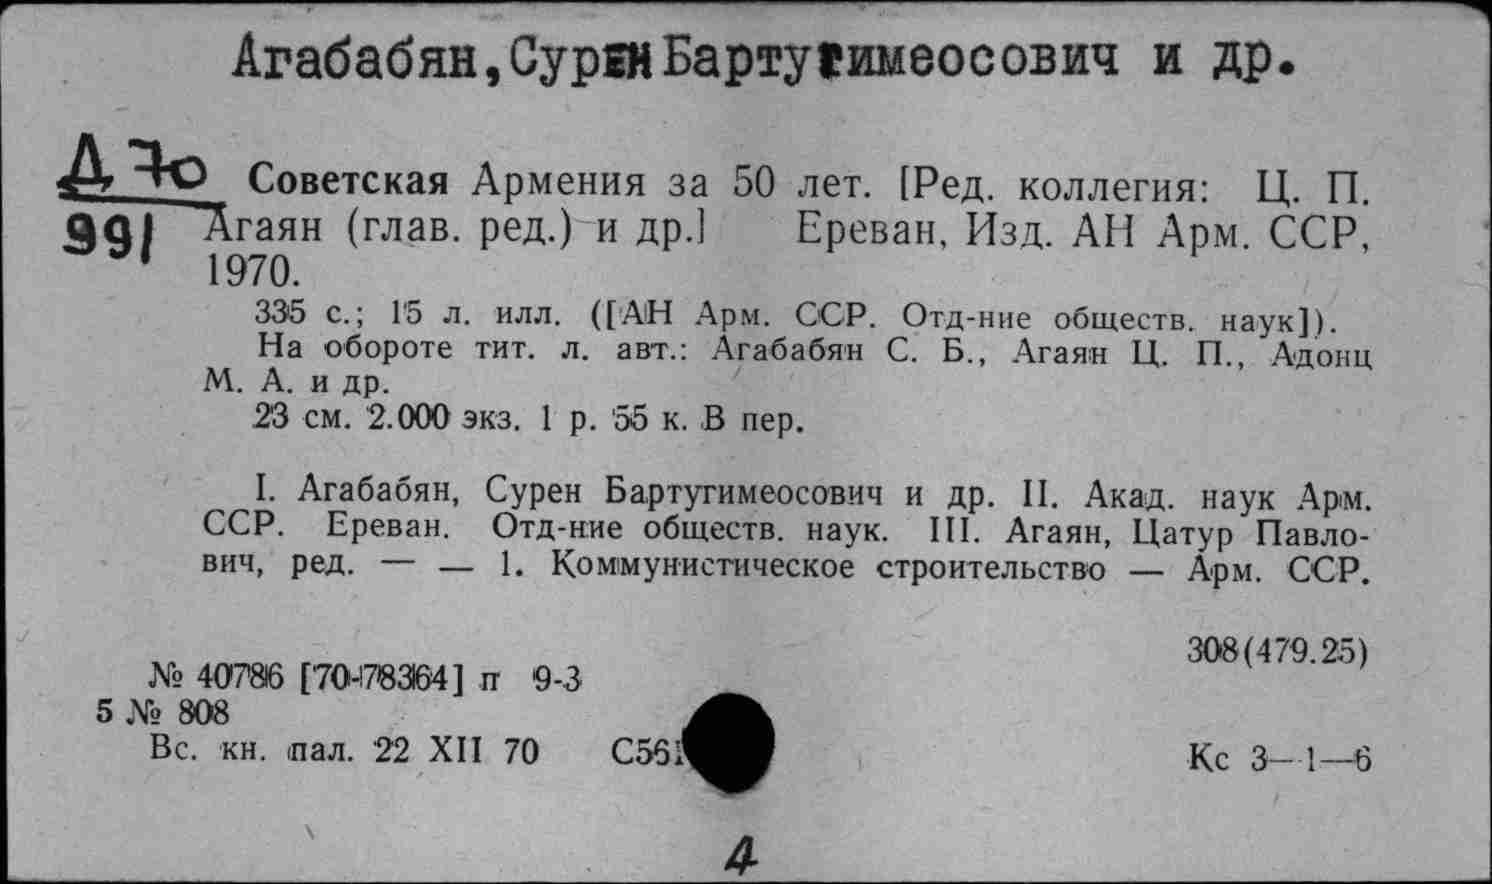 Агабабян,Сурен Бартугимеосович и др.
Советская Армения за 50 лет. [Ред. коллегия: Ц. П.
991 Агаян (глав. ред.) и др.] Ереван, Изд. АН Арм. ССР,
1970.
335 с.; 15 л. илл. ([АН Арм. ССР. Отд-ние обществ. наук]).
На обороте тит. л. авт.: Агабабян С. Б., Агаян Ц. П., Адонц
М. А. и др.
23 см. 2.000 экз. 1 р. 55 к. В пер.
I. Агабабян, Сурен Бартугимеосович и др. II. Акад. наук Арм.
ССР. Ереван. Отд-ние обществ. наук. III. Агаян, Цатур Павло-
вич, ред. — — 1. Коммунистическое строительство — Арм. ССР.
308(479.25)
№ 40786 [70-78364] п 9-3
5 № 808
Вс. кн. пал. 22 XII 70 С561
Кс 3—1—6
4